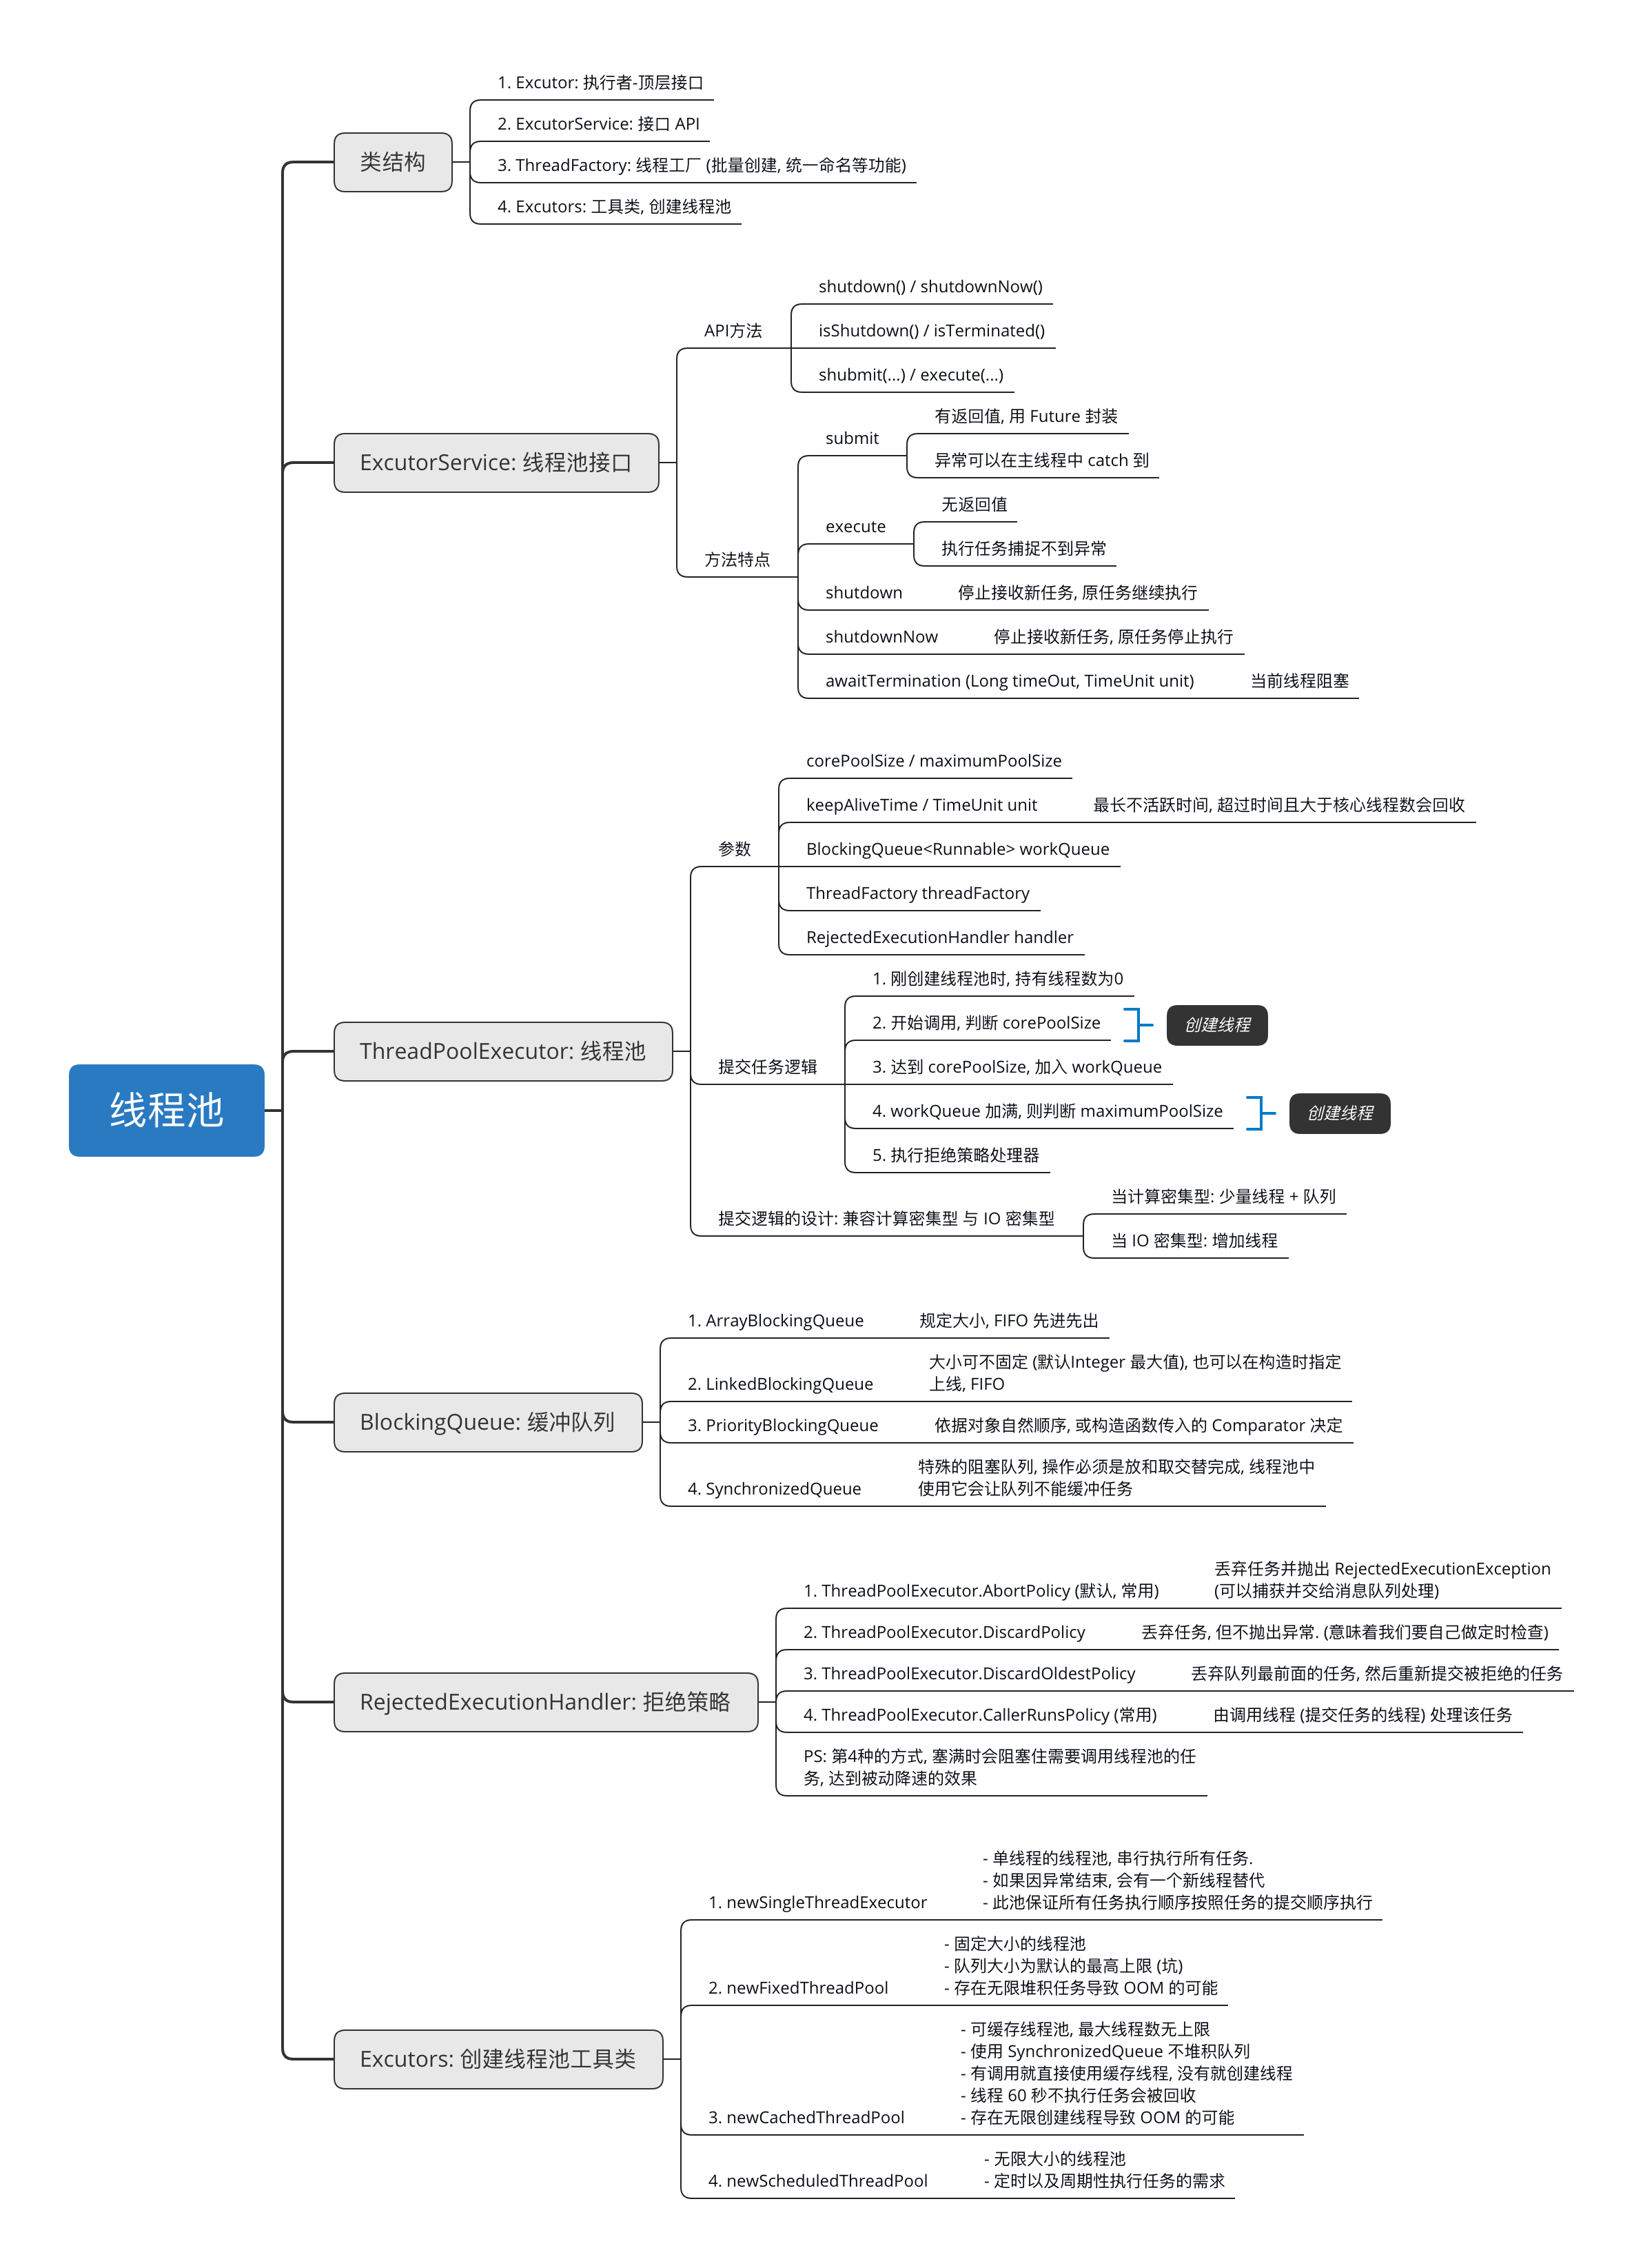 线程池
类结构
1. Excutor: 执行者-顶层接口
2. ExcutorService: 接口 API
3. ThreadFactory: 线程工厂 (批量创建, 统一命名等功能)
4. Excutors: 工具类, 创建线程池
ExcutorService: 线程池接口
API方法
shutdown() / shutdownNow()
isShutdown() / isTerminated()
shubmit(...) / execute(...)
方法特点
submit
有返回值, 用 Future 封装
异常可以在主线程中 catch 到
execute
无返回值
执行任务捕捉不到异常
shutdown
停止接收新任务, 原任务继续执行
shutdownNow
停止接收新任务, 原任务停止执行
awaitTermination (Long timeOut, TimeUnit unit)
当前线程阻塞
ThreadPoolExecutor: 线程池
参数
corePoolSize / maximumPoolSize
keepAliveTime / TimeUnit unit
最长不活跃时间, 超过时间且大于核心线程数会回收
BlockingQueue<Runnable> workQueue
ThreadFactory threadFactory
RejectedExecutionHandler handler
提交任务逻辑
1. 刚创建线程池时, 持有线程数为0
2. 开始调用, 判断 corePoolSize
创建线程
3. 达到 corePoolSize, 加入 workQueue
4. workQueue 加满, 则判断 maximumPoolSize
创建线程
5. 执行拒绝策略处理器
提交逻辑的设计: 兼容计算密集型 与 IO 密集型
当计算密集型: 少量线程 + 队列
当 IO 密集型: 增加线程
BlockingQueue: 缓冲队列
1. ArrayBlockingQueue
规定大小, FIFO 先进先出
2. LinkedBlockingQueue
大小可不固定 (默认Integer 最大值), 也可以在构造时指定
上线, FIFO
3. PriorityBlockingQueue
依据对象自然顺序, 或构造函数传入的 Comparator 决定
4. SynchronizedQueue
特殊的阻塞队列, 操作必须是放和取交替完成, 线程池中
使用它会让队列不能缓冲任务
RejectedExecutionHandler: 拒绝策略
1. ThreadPoolExecutor.AbortPolicy (默认, 常用)
丢弃任务并抛出 RejectedExecutionException
(可以捕获并交给消息队列处理)
2. ThreadPoolExecutor.DiscardPolicy
丢弃任务, 但不抛出异常. (意味着我们要自己做定时检查)
3. ThreadPoolExecutor.DiscardOldestPolicy
丢弃队列最前面的任务, 然后重新提交被拒绝的任务
4. ThreadPoolExecutor.CallerRunsPolicy (常用)
由调用线程 (提交任务的线程) 处理该任务
PS: 第4种的方式, 塞满时会阻塞住需要调用线程池的任
务, 达到被动降速的效果
Excutors: 创建线程池工具类
1. newSingleThreadExecutor
- 单线程的线程池, 串行执行所有任务.
- 如果因异常结束, 会有一个新线程替代
- 此池保证所有任务执行顺序按照任务的提交顺序执行
2. newFixedThreadPool
- 固定大小的线程池
- 队列大小为默认的最高上限 (坑)
- 存在无限堆积任务导致 OOM 的可能
3. newCachedThreadPool
- 可缓存线程池, 最大线程数无上限
- 使用 SynchronizedQueue 不堆积队列
- 有调用就直接使用缓存线程, 没有就创建线程
- 线程 60 秒不执行任务会被回收
- 存在无限创建线程导致 OOM 的可能
4. newScheduledThreadPool
- 无限大小的线程池
- 定时以及周期性执行任务的需求